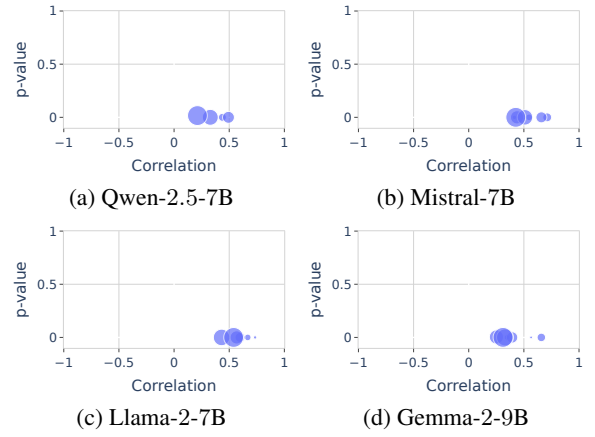 1
0.5
0
p-value
−1
−0.5
0
0.5
1
Correlation
(a) Qwen-2.5-7B
1
0.5
0
p-value
−1
−0.5
0
0.5
1
Correlation
(b) Mistral-7B
1
0.5
0
p-value
−1
−0.5
0
0.5
1
Correlation
(c) Llama-2-7B
1
0.5
0
p-value
−1
−0.5
0
0.5
1
Correlation
(d) Gemma-2-9B